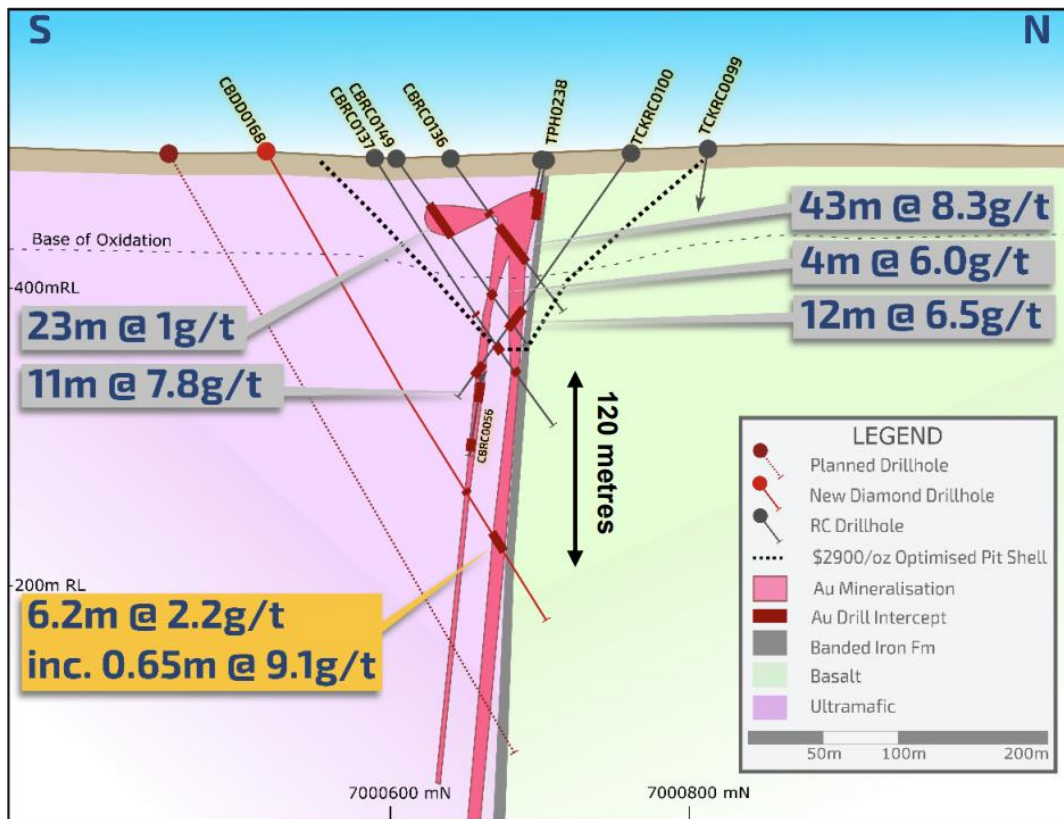 S
N
CBDD0168
CBRC0137
CBRC0149
CBRC0136
TPH0238
TCKRC0100
TCKRC0099
Base of Oxidation
400mRL
43m @ 8.3g/t
4m @ 6.0g/t
12m @ 6.5g/t
23m @ 1g/t
11m @ 7.8g/t
CBRC0056
120 metres
200m RL
6.2m @ 2.2g/t
inc. 0.65m @ 9.1g/t
LEGEND
Planned Drillhole
New Diamond Drillhole
RC Drillhole
$2900/oz Optimised Pit Shell
Au Mineralisation
Au Drill Intercept
Banded Iron Fm
Basalt
Ultramafic
50m 100m 200m
7000600 mN
7000800 mN